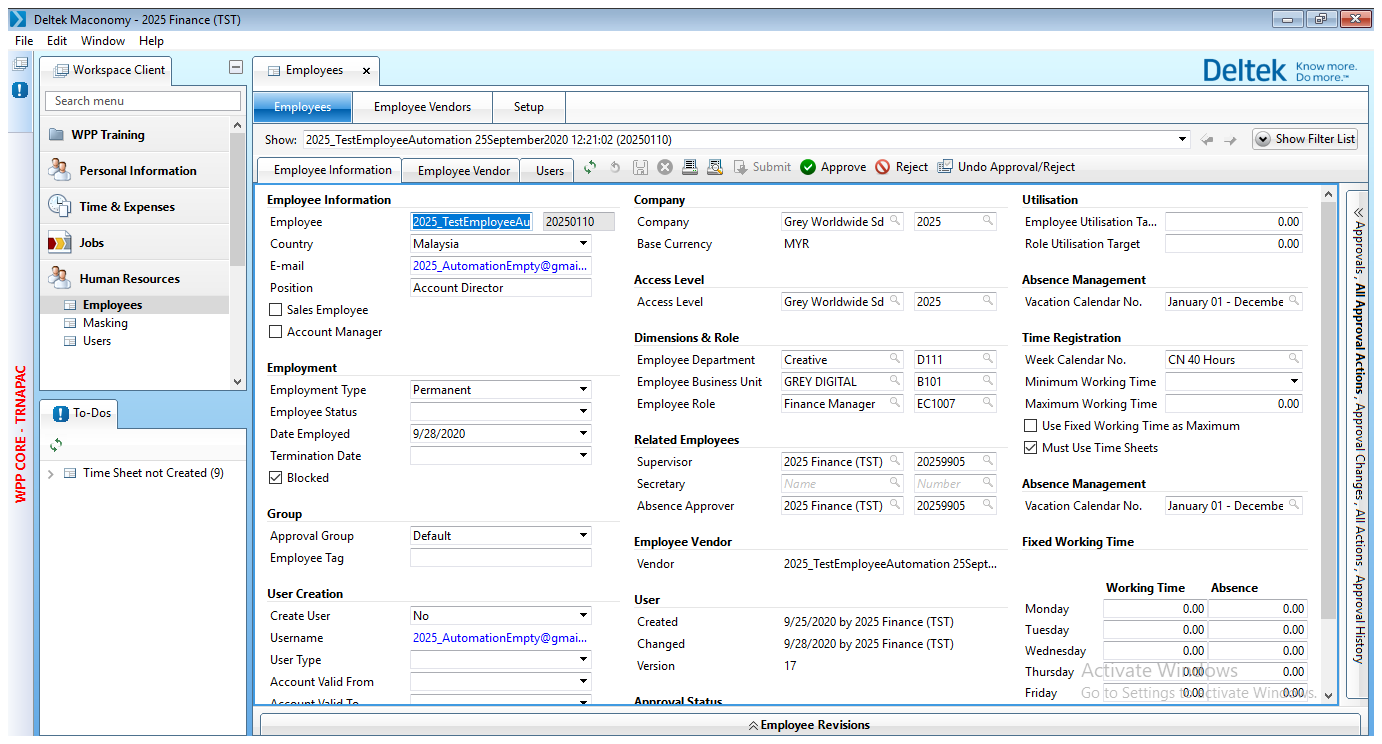 Deltek Maconomy - 2025 Finance (TST)
File Edit Window Help
Workspace Client
Search menu
WPP Training
Personal Information
Time & Expenses
Jobs
Human Resources
Employees
Masking
Users
To-Dos
Time Sheet not Created (9)
WPP CORE - TRNAPAC
Employees
Deltek Know more. Do more.™
Employees Employee Vendors Setup
Show: 2025_TestEmployeeAutomation 25September2020 12:21:02 (20250110) Show Filter List
Employee Information Employee Vendor Users Submit Approve Reject Undo Approval/Reject
Employee Information
Employee 2025_TestEmployeeAu 20250110
Country Malaysia
E-mail 2025_AutomationEmpty@gmai...
Position Account Director
Sales Employee
Account Manager
Employment
Employment Type Permanent
Employee Status
Date Employed 9/28/2020
Termination Date
Blocked
Group
Approval Group Default
Employee Tag
User Creation
Create User No
Username 2025_AutomationEmpty@gmai...
User Type
Account Valid From
Account Valid To
Company
Company Grey Worldwide Sd 2025
Base Currency MYR
Access Level
Access Level Grey Worldwide Sd 2025
Dimensions & Role
Employee Department Creative D111
Employee Business Unit GREY DIGITAL B101
Employee Role Finance Manager EC1007
Related Employees
Supervisor 2025 Finance (TST) 20259905
Secretary Name Number
Absence Approver 2025 Finance (TST) 20259905
Employee Vendor
Vendor 2025_TestEmployeeAutomation 25Sept...
User
Created 9/25/2020 by 2025 Finance (TST)
Changed 9/28/2020 by 2025 Finance (TST)
Version 17
Approval Status
Utilisation
Employee Utilisation Ta... 0.00
Role Utilisation Target 0.00
Absence Management
Vacation Calendar No. January 01 - Decembe
Time Registration
Week Calendar No. CN 40 Hours
Minimum Working Time
Maximum Working Time 0.00
Use Fixed Working Time as Maximum
Must Use Time Sheets
Absence Management
Vacation Calendar No. January 01 - Decembe
Fixed Working Time
Working Time Absence
Monday 0.00 0.00
Tuesday 0.00 0.00
Wednesday 0.00 0.00
Thursday 0.00 0.00
Friday 0.00 0.00
Activate Windows
Go to Settings to activate Windows.
Approvals , All Approval Actions , Approval Changes , All Actions , Approval History
Employee Revisions